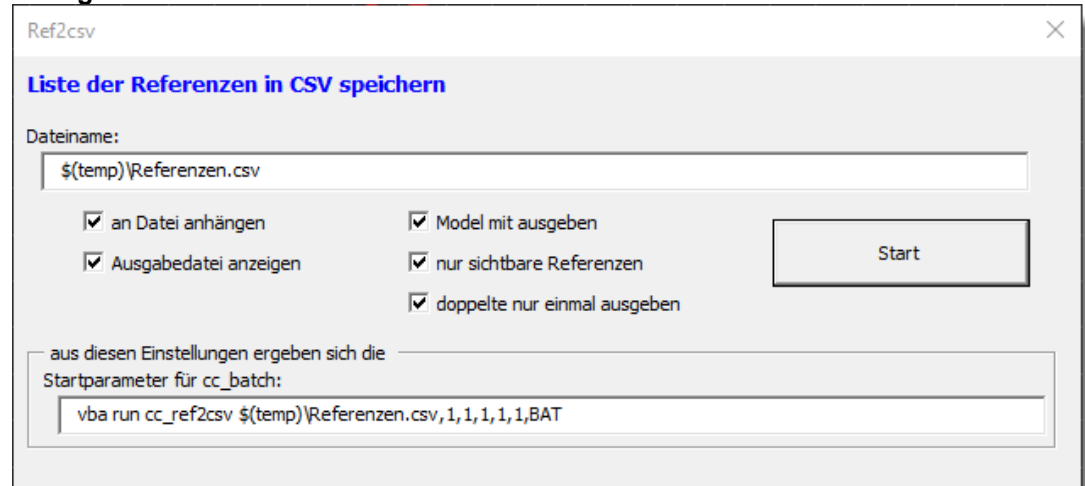 Ref2csv
Liste der Referenzen in CSV speichern
Dateiname:
$(temp)\Referenzen.csv
an Datei anhängen
Model mit ausgeben
Ausgabedatei anzeigen
nur sichtbare Referenzen
Start
doppelte nur einmal ausgeben
aus diesen Einstellungen ergeben sich die
Startparameter für cc_batch:
vba run cc_ref2csv $(temp)\Referenzen.csv,1,1,1,1,1,BAT